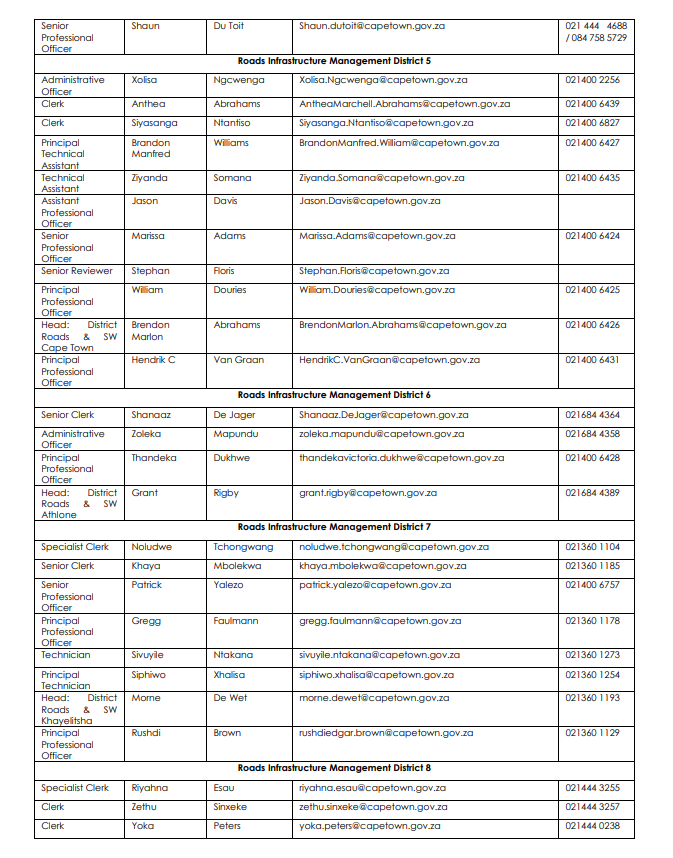 Senior Professional Officer Shaun Du Toit Shaun.dutoit@capetown.gov.za 021 444 4688 / 084 758 5729
Roads Infrastructure Management District 5
Administrative Officer Xolisa Ngcwenga Xolisa.Ngcwenga@capetown.gov.za 021400 2256
Clerk Anthea Abrahams AntheaMarchell.Abrahams@capetown.gov.za 021400 6439
Clerk Siyasanga Ntantiso Siyasanga.Ntantiso@capetown.gov.za 021400 6827
Principal Technical Assistant Brandon Manfred Williams BrandonManfred.William@capetown.gov.za 021400 6427
Technical Assistant Ziyanda Somana Ziyanda.Somana@capetown.gov.za 021400 6435
Assistant Professional Officer Jason Davis Jason.Davis@capetown.gov.za
Senior Professional Officer Marissa Adams Marissa.Adams@capetown.gov.za 021400 6424
Senior Reviewer Stephan Floris Stephan.Floris@capetown.gov.za
Principal Professional Officer William Douries William.Douries@capetown.gov.za 021400 6425
Head: District Roads & SW Cape Town Brendon Marlon Abrahams BrendonMarlon.Abrahams@capetown.gov.za 021400 6426
Principal Professional Officer Hendrik C Van Graan HendrikC.VanGraan@capetown.gov.za 021400 6431
Roads Infrastructure Management District 6
Senior Clerk Shanaaz De Jager Shanaaz.DeJager@capetown.gov.za 021684 4364
Administrative Officer Zoleka Mapundu zoleka.mapundu@capetown.gov.za 021684 4358
Principal Professional Officer Thandeka Dukhwe thandekavictoria.dukhwe@capetown.gov.za 021400 6428
Head: District Roads & SW Athlone Grant Rigby grant.rigby@capetown.gov.za 021684 4389
Roads Infrastructure Management District 7
Specialist Clerk Noludwe Tchongwang noludwe.tchongwang@capetown.gov.za 021360 1104
Senior Clerk Khaya Mbolekwa khaya.mbolekwa@capetown.gov.za 021360 1185
Senior Professional Officer Patrick Yalezo patrick.yalezo@capetown.gov.za 021400 6757
Principal Professional Officer Gregg Faulmann gregg.faulmann@capetown.gov.za 021360 1178
Technician Sivuyile Ntakana sivuyile.ntakana@capetown.gov.za 021360 1273
Principal Technician Siphiwo Xhalisa siphiwo.xhalisa@capetown.gov.za 021360 1254
Head: District Roads & SW Khayelitsha Morne De Wet morne.dewet@capetown.gov.za 021360 1193
Principal Professional Officer Rushdi Brown rushdiedgar.brown@capetown.gov.za 021360 1129
Roads Infrastructure Management District 8
Specialist Clerk Riyahna Esau riyahna.esau@capetown.gov.za 021444 3255
Clerk Zethu Sinxeke zethu.sinxeke@capetown.gov.za 021444 3257
Clerk Yoka Peters yoka.peters@capetown.gov.za 021444 0238